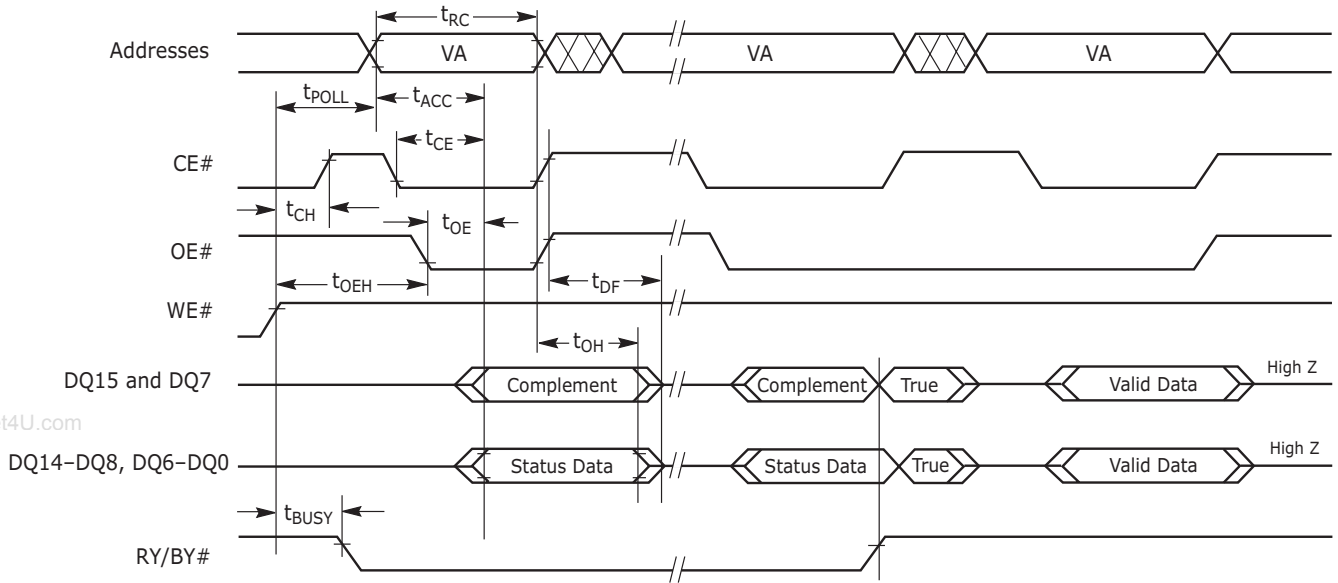 tRC
Addresses VA VA VA
tPOLL tACC
tCE
CE#
tCH tOE
OE#
tOEH tDF
WE#
tOH
DQ15 and DQ7 Complement Complement True Valid Data High Z
t4U.com
DQ14–DQ8, DQ6–DQ0 Status Data Status Data True Valid Data High Z
tBUSY
RY/BY#